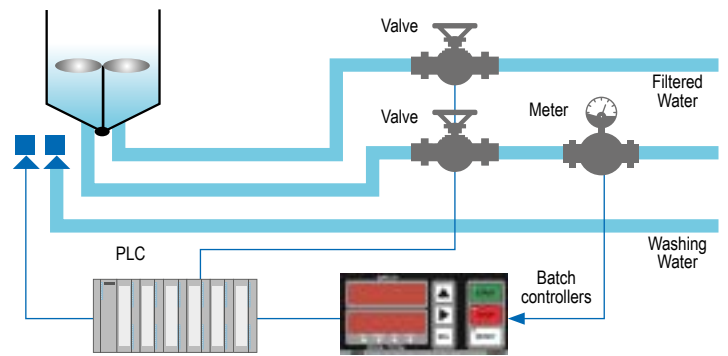 Valve
Filtered
Water
Meter
Valve
Washing
Water
PLC
Batch
controllers